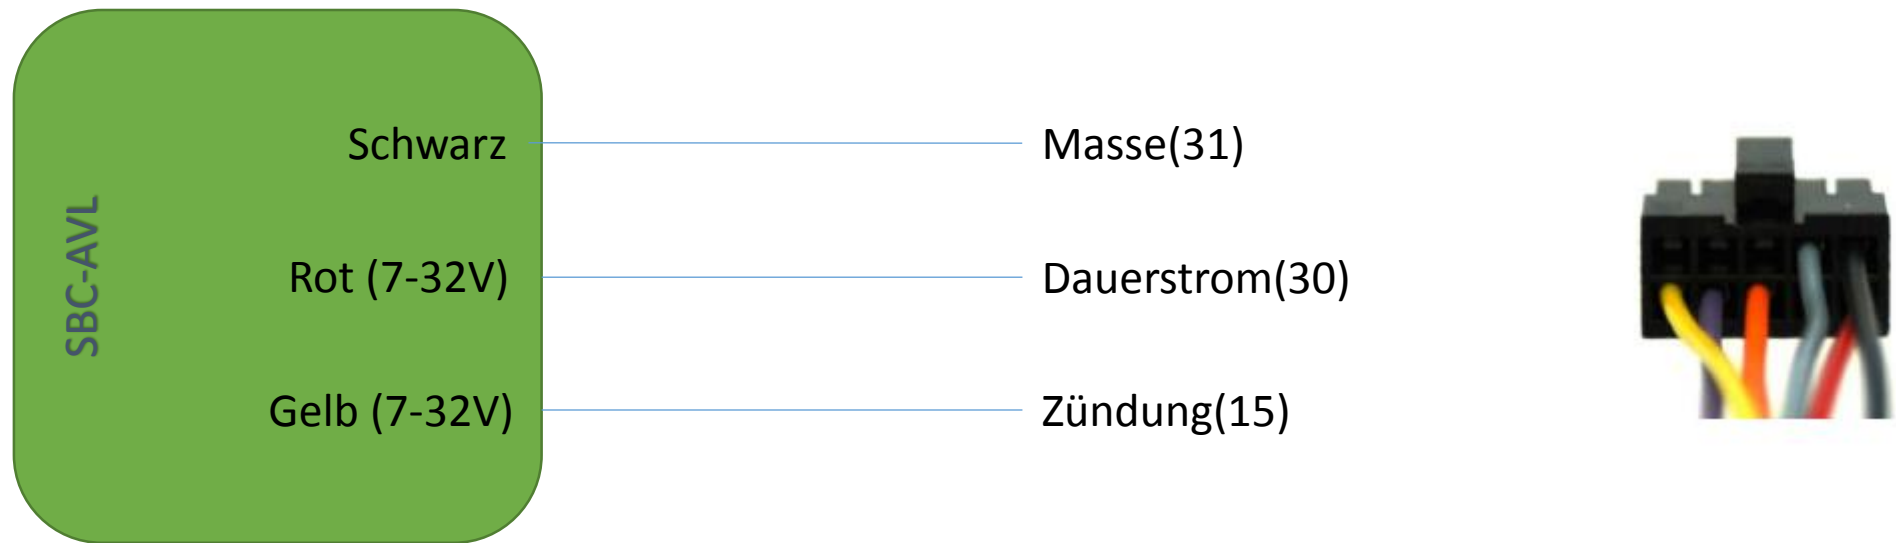 SBC-AVL
Schwarz
Masse(31)
Rot (7-32V)
Dauerstrom(30)
Gelb (7-32V)
Zündung(15)